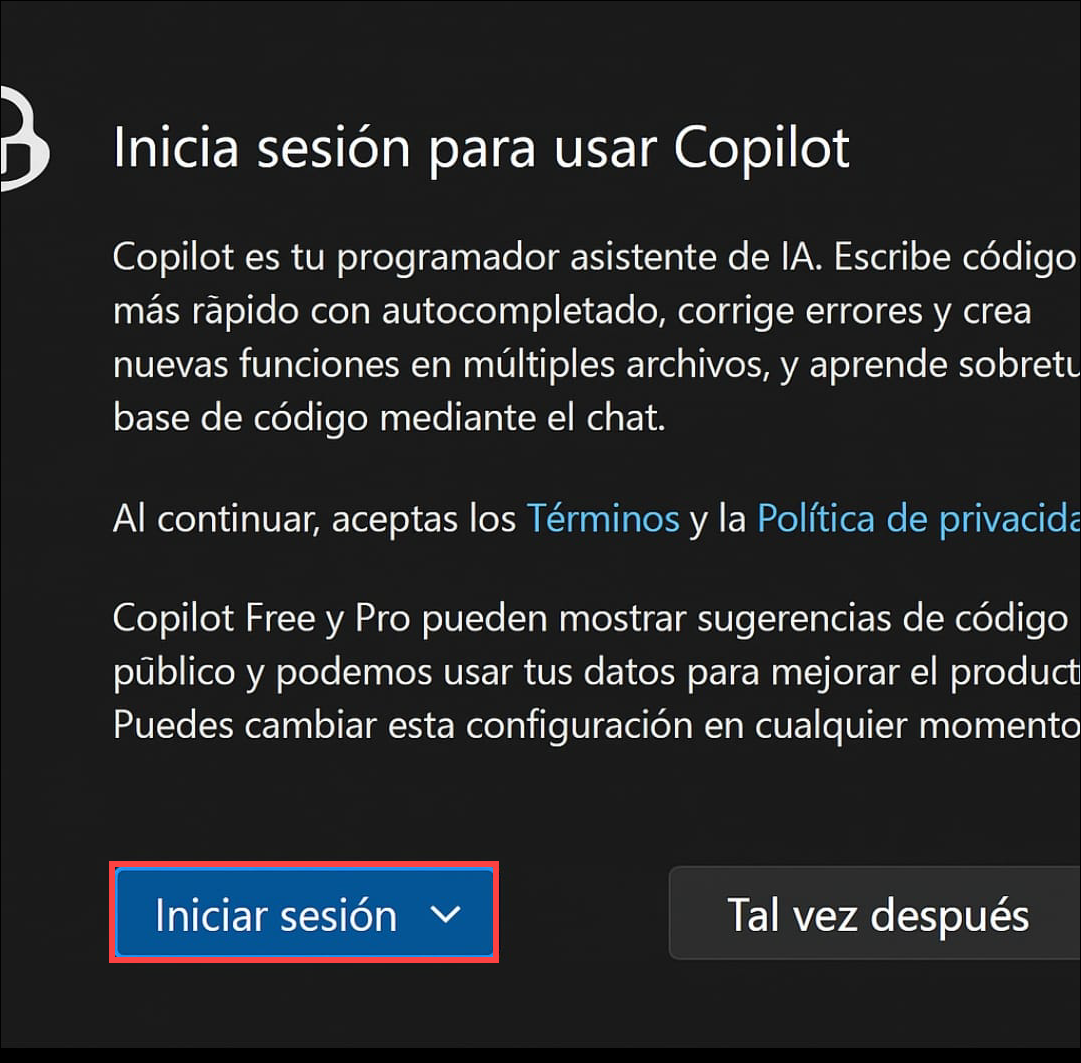 Inicia sesión para usar Copilot
Copilot es tu programador asistente de IA. Escribe código
más rãpido con autocompletado, corrige errores y crea
nuevas funciones en múltiples archivos, y aprende sobretu
base de código mediante el chat.
Al continuar, aceptas los Términos y la Política de privacida
Copilot Free y Pro pueden mostrar sugerencias de código
pūblico y podemos usar tus datos para mejorar el product
Puedes cambiar esta configuración en cualquier momento
Iniciar sesión
Tal vez después